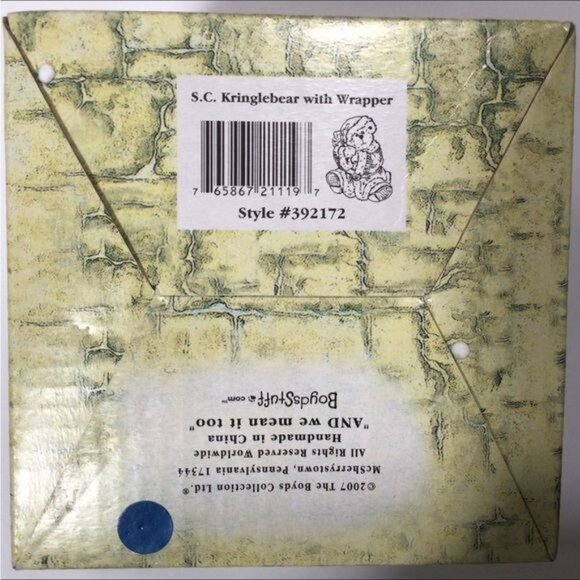 S.C. Kringlebear with Wrapper
7 65867 21119 7
Style #392172
©2007 The Boyds Collection Ltd.®
McSherrystown, Pennsylvania 17344
All Rights Reserved Worldwide
Handmade in China
"AND we mean it too"
BoydsStuff.com™